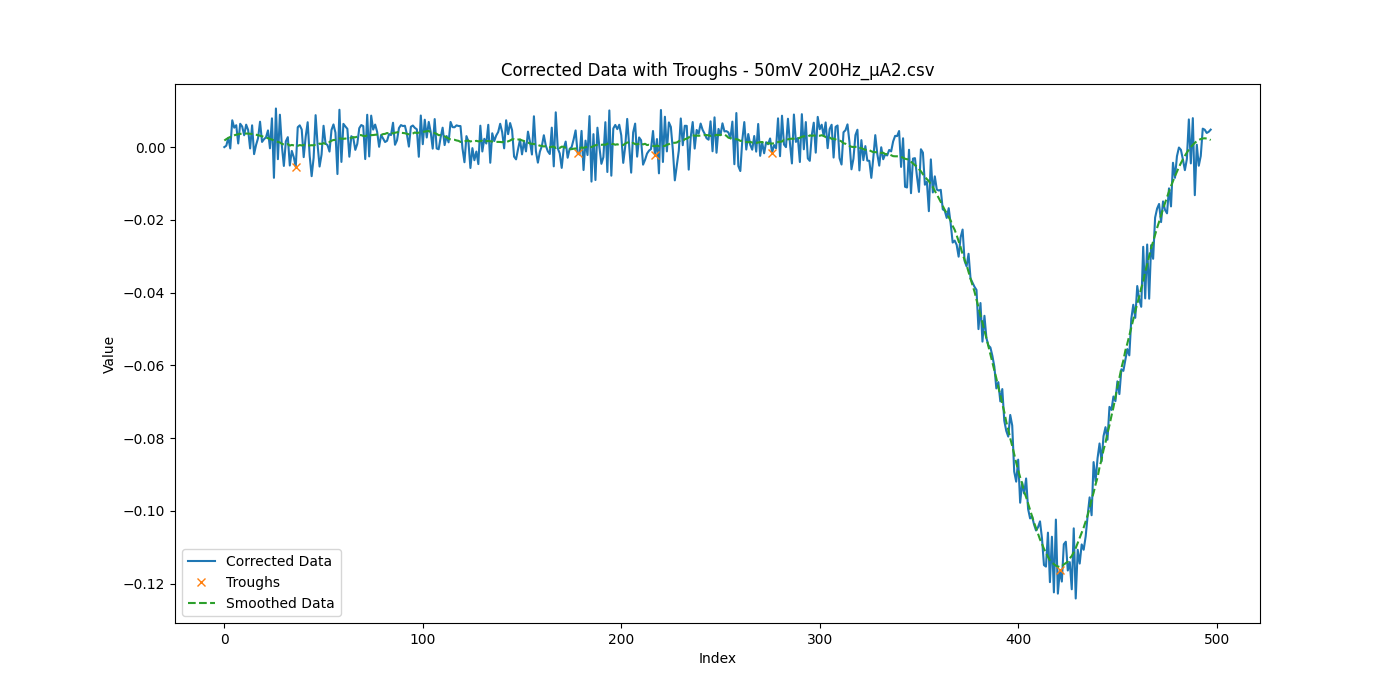 Corrected Data with Troughs - 50mV 200Hz_µA2.csv
Value
0.00
−0.02
−0.04
−0.06
−0.08
−0.10
−0.12
Corrected Data
Troughs
Smoothed Data
0 100 200 300 400 500
Index